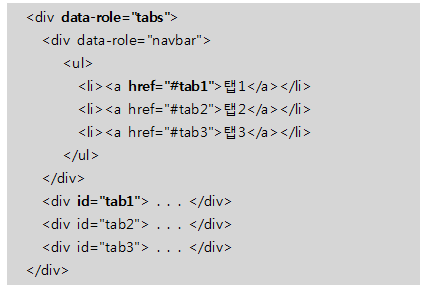 <div data-role="tabs">
<div data-role="navbar">
<ul>
<li><a href="#tab1">탭1</a></li>
<li><a href="#tab2">탭2</a></li>
<li><a href="#tab3">탭3</a></li>
</ul>
</div>
<div id="tab1"> . . . </div>
<div id="tab2"> . . . </div>
<div id="tab3"> . . . </div>
</div>